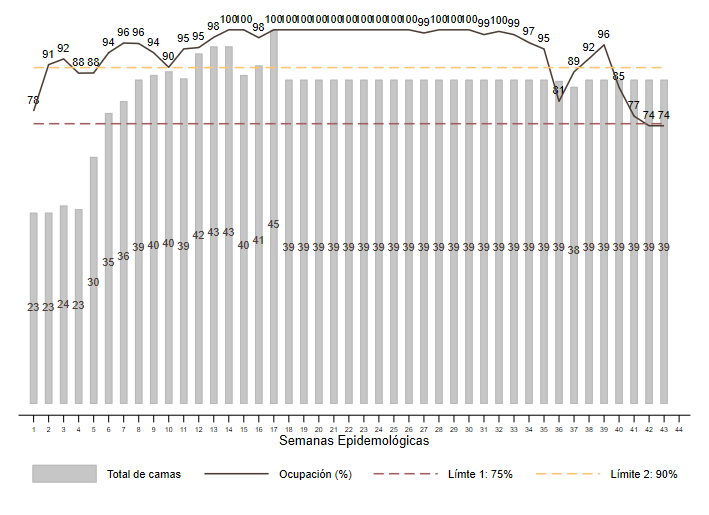 78 91 92 88 88 94 96 96 94 90 95 95 98 100 100 98 100 100 100 100 100 100 100 100 100 100 99 100 100 100 99 100 99 97 95 81 89 92 96 85 77 74 74
23 23 24 23 30 35 36 39 40 40 39 42 43 43 40 41 45 39 39 39 39 39 39 39 39 39 39 39 39 39 39 39 39 39 39 39 38 39 39 39 39 39 39
1 2 3 4 5 6 7 8 9 10 11 12 13 14 15 16 17 18 19 20 21 22 23 24 25 26 27 28 29 30 31 32 33 34 35 36 37 38 39 40 41 42 43 44
Semanas Epidemológicas
Total de camas Ocupación (%) Límte 1: 75% Límite 2: 90%